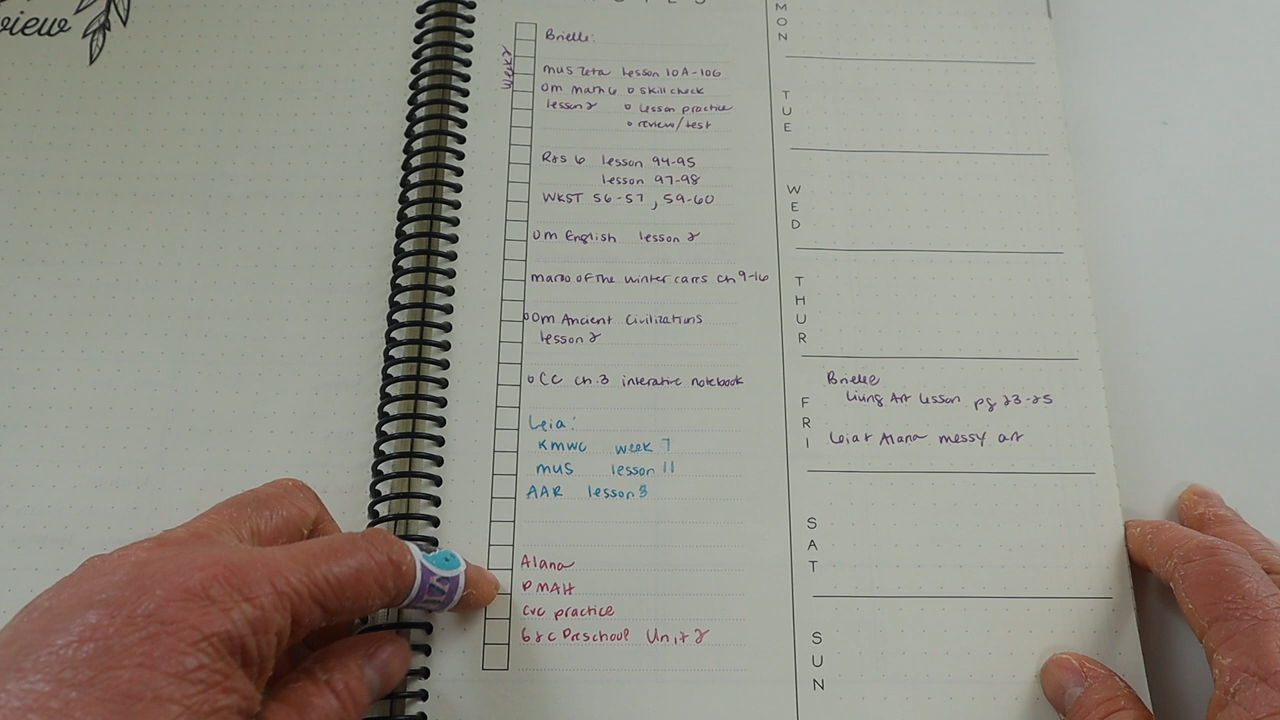 view
Week 2
Brielle:
mus Zeta Lesson 10A-10G
Om math 6 o skill check
lesson 2 o lesson practice
o review/test
R&S 6 lesson 94-95
lesson 97-98
WKST 56-57, 59-60
Om English lesson 2
of the winter ch 9-16
Om Ancient Civilizations
lesson 2
CC ch.3 interative notebook
Leia:
KMWC week 7
mus lesson 11
AAR lesson 3
Alana
PMAH
cvc practice
G&C Preschool Unit 2
MON
TUE
WED
THUR
FRI
Brielle
Living Art Lesson pg 23-25
Leia & Alana messy art
SAT
SUN